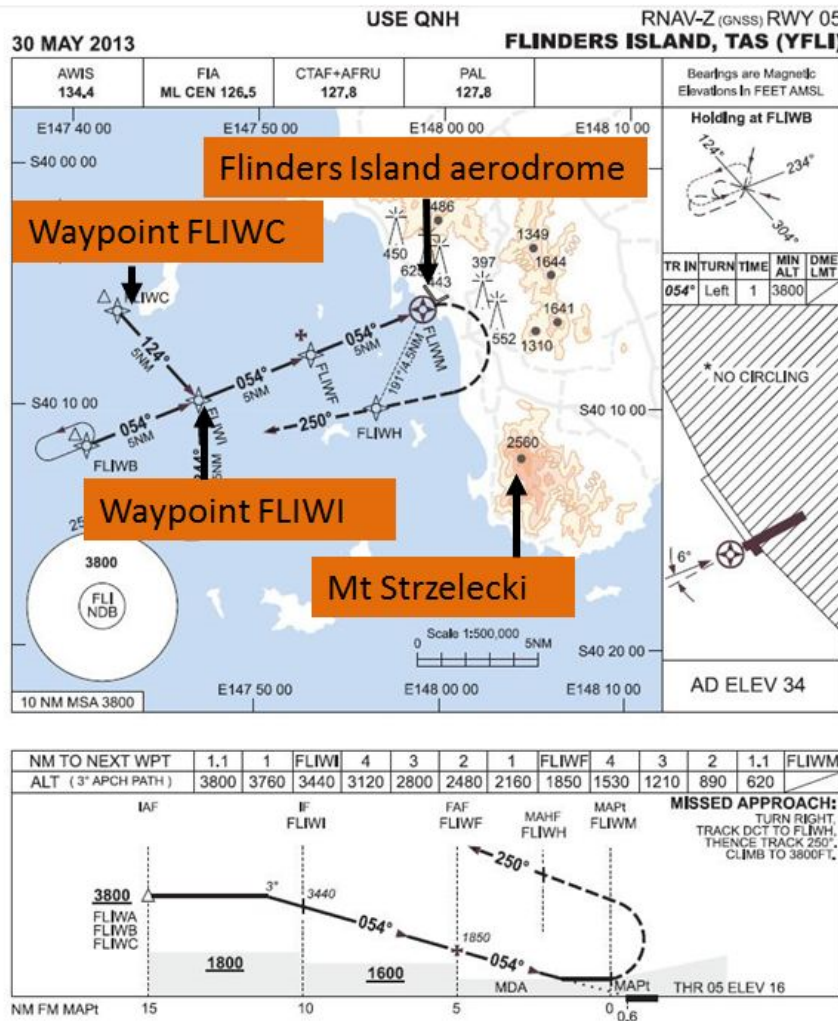 USE QNH
RNAV-Z (GNSS) RWY 05
30 MAY 2013
FLINDERS ISLAND, TAS (YFLI)
AWIS
134.4
FIA
ML CEN 126.5
CTAF+AFRU
127.8
PAL
127.8
Bearings are Magnetic
Elevations in FEET AMSL
E147 40 00
E147 50 00
E148 00 00
E148 10 00
S40 00 00
Holding at FLIWB
124°
234°
304°
Flinders Island aerodrome
Waypoint FLIWC
486
450
443
397
552
1349
1644
1641
1310
TR IN TURN TIME MIN ALT DME LMT
054° Left 1 3800
FLIWC
124°
5NM
054°
5NM
FLIWM
FLIWF
054°
5NM
191°/4.5NM
*NO CIRCLING
S40 10 00
S40 10 00
054°
5NM
FLIWI
250°
FLIWH
FLIWB
2560
Waypoint FLIWI
Mt Strzelecki
3800
FLI
NDB
6°
Scale 1:500,000
0 5NM
S40 20 00
10 NM MSA 3800
E147 50 00
E148 00 00
E148 10 00
AD ELEV 34
NM TO NEXT WPT 1.1 1 FLIWI 4 3 2 1 FLIWF 4 3 2 1.1 FLIWM
ALT (3° APCH PATH) 3800 3760 3440 3120 2800 2480 2160 1850 1530 1210 890 620
IAF
IF
FLIWI
FAF
FLIWF
MAHF
FLIWH
MAPt
FLIWM
MISSED APPROACH:
TURN RIGHT,
TRACK DCT TO FLIWH,
THENCE TRACK 250°,
CLIMB TO 3800FT.
250°
3800
FLIWA
FLIWB
FLIWC
3°
3440
054°
1850
054°
1800
1600
MDA
MAPt
THR 05 ELEV 16
NM FM MAPt 15 10 5 0 0.6